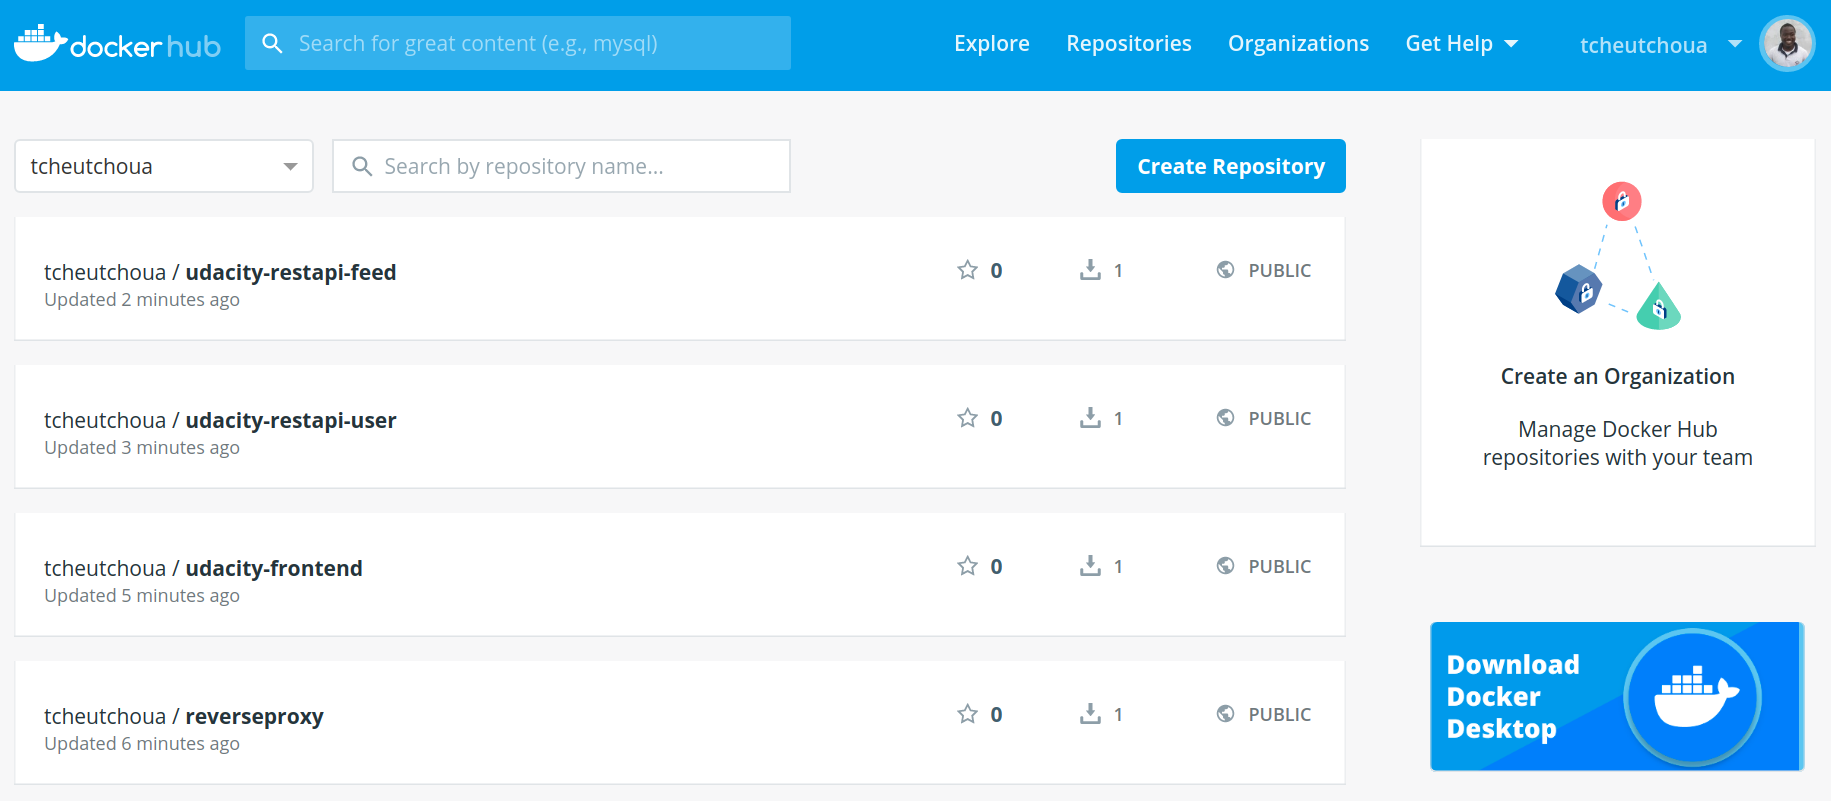 docker hub
Search for great content (e.g., mysql)
Explore
Repositories
Organizations
Get Help
tcheutchoua
tcheutchoua
Search by repository name...
Create Repository
tcheutchoua / udacity-restapi-feed
Updated 2 minutes ago
0
1
PUBLIC
tcheutchoua / udacity-restapi-user
Updated 3 minutes ago
0
1
PUBLIC
tcheutchoua / udacity-frontend
Updated 5 minutes ago
0
1
PUBLIC
tcheutchoua / reverseproxy
Updated 6 minutes ago
0
1
PUBLIC
Create an Organization
Manage Docker Hub
repositories with your team
Download
Docker
Desktop